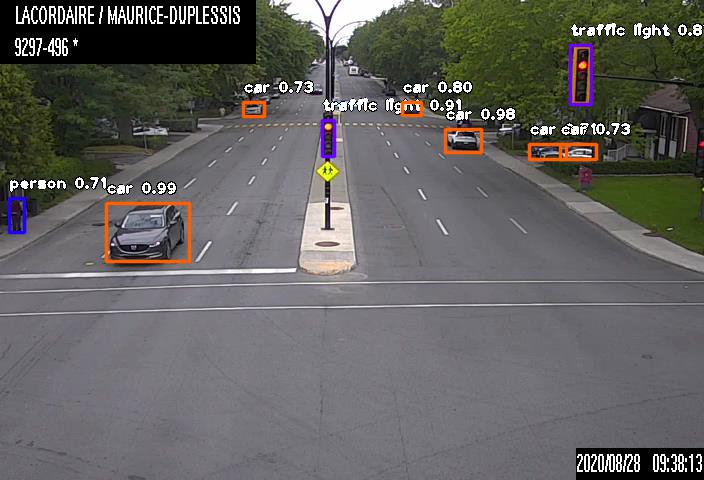 LACORDAIRE / MAURICE-DUPLESSIS
9297-496 *
traffic light 0.8
car 0.73
car 0.80
traffic light 0.91
car 0.98
car
0.73
person 0.71
car 0.99
2020/08/28 09:38:13